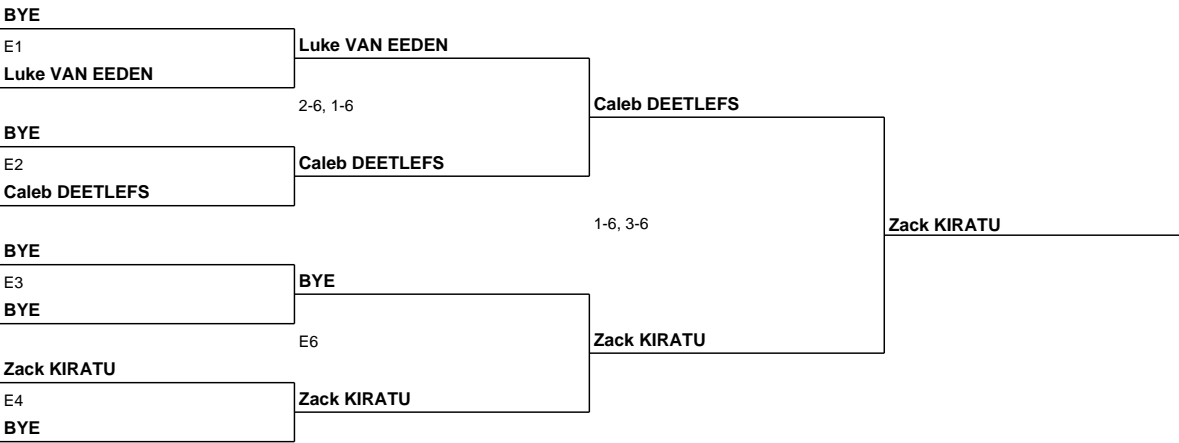 BYE
E1
Luke VAN EEDEN
Luke VAN EEDEN
2-6, 1-6
Caleb DEETLEFS
BYE
E2
Caleb DEETLEFS
Caleb DEETLEFS
1-6, 3-6
Zack KIRATU
BYE
E3
BYE
BYE
E6
Zack KIRATU
Zack KIRATU
E4
Zack KIRATU
BYE